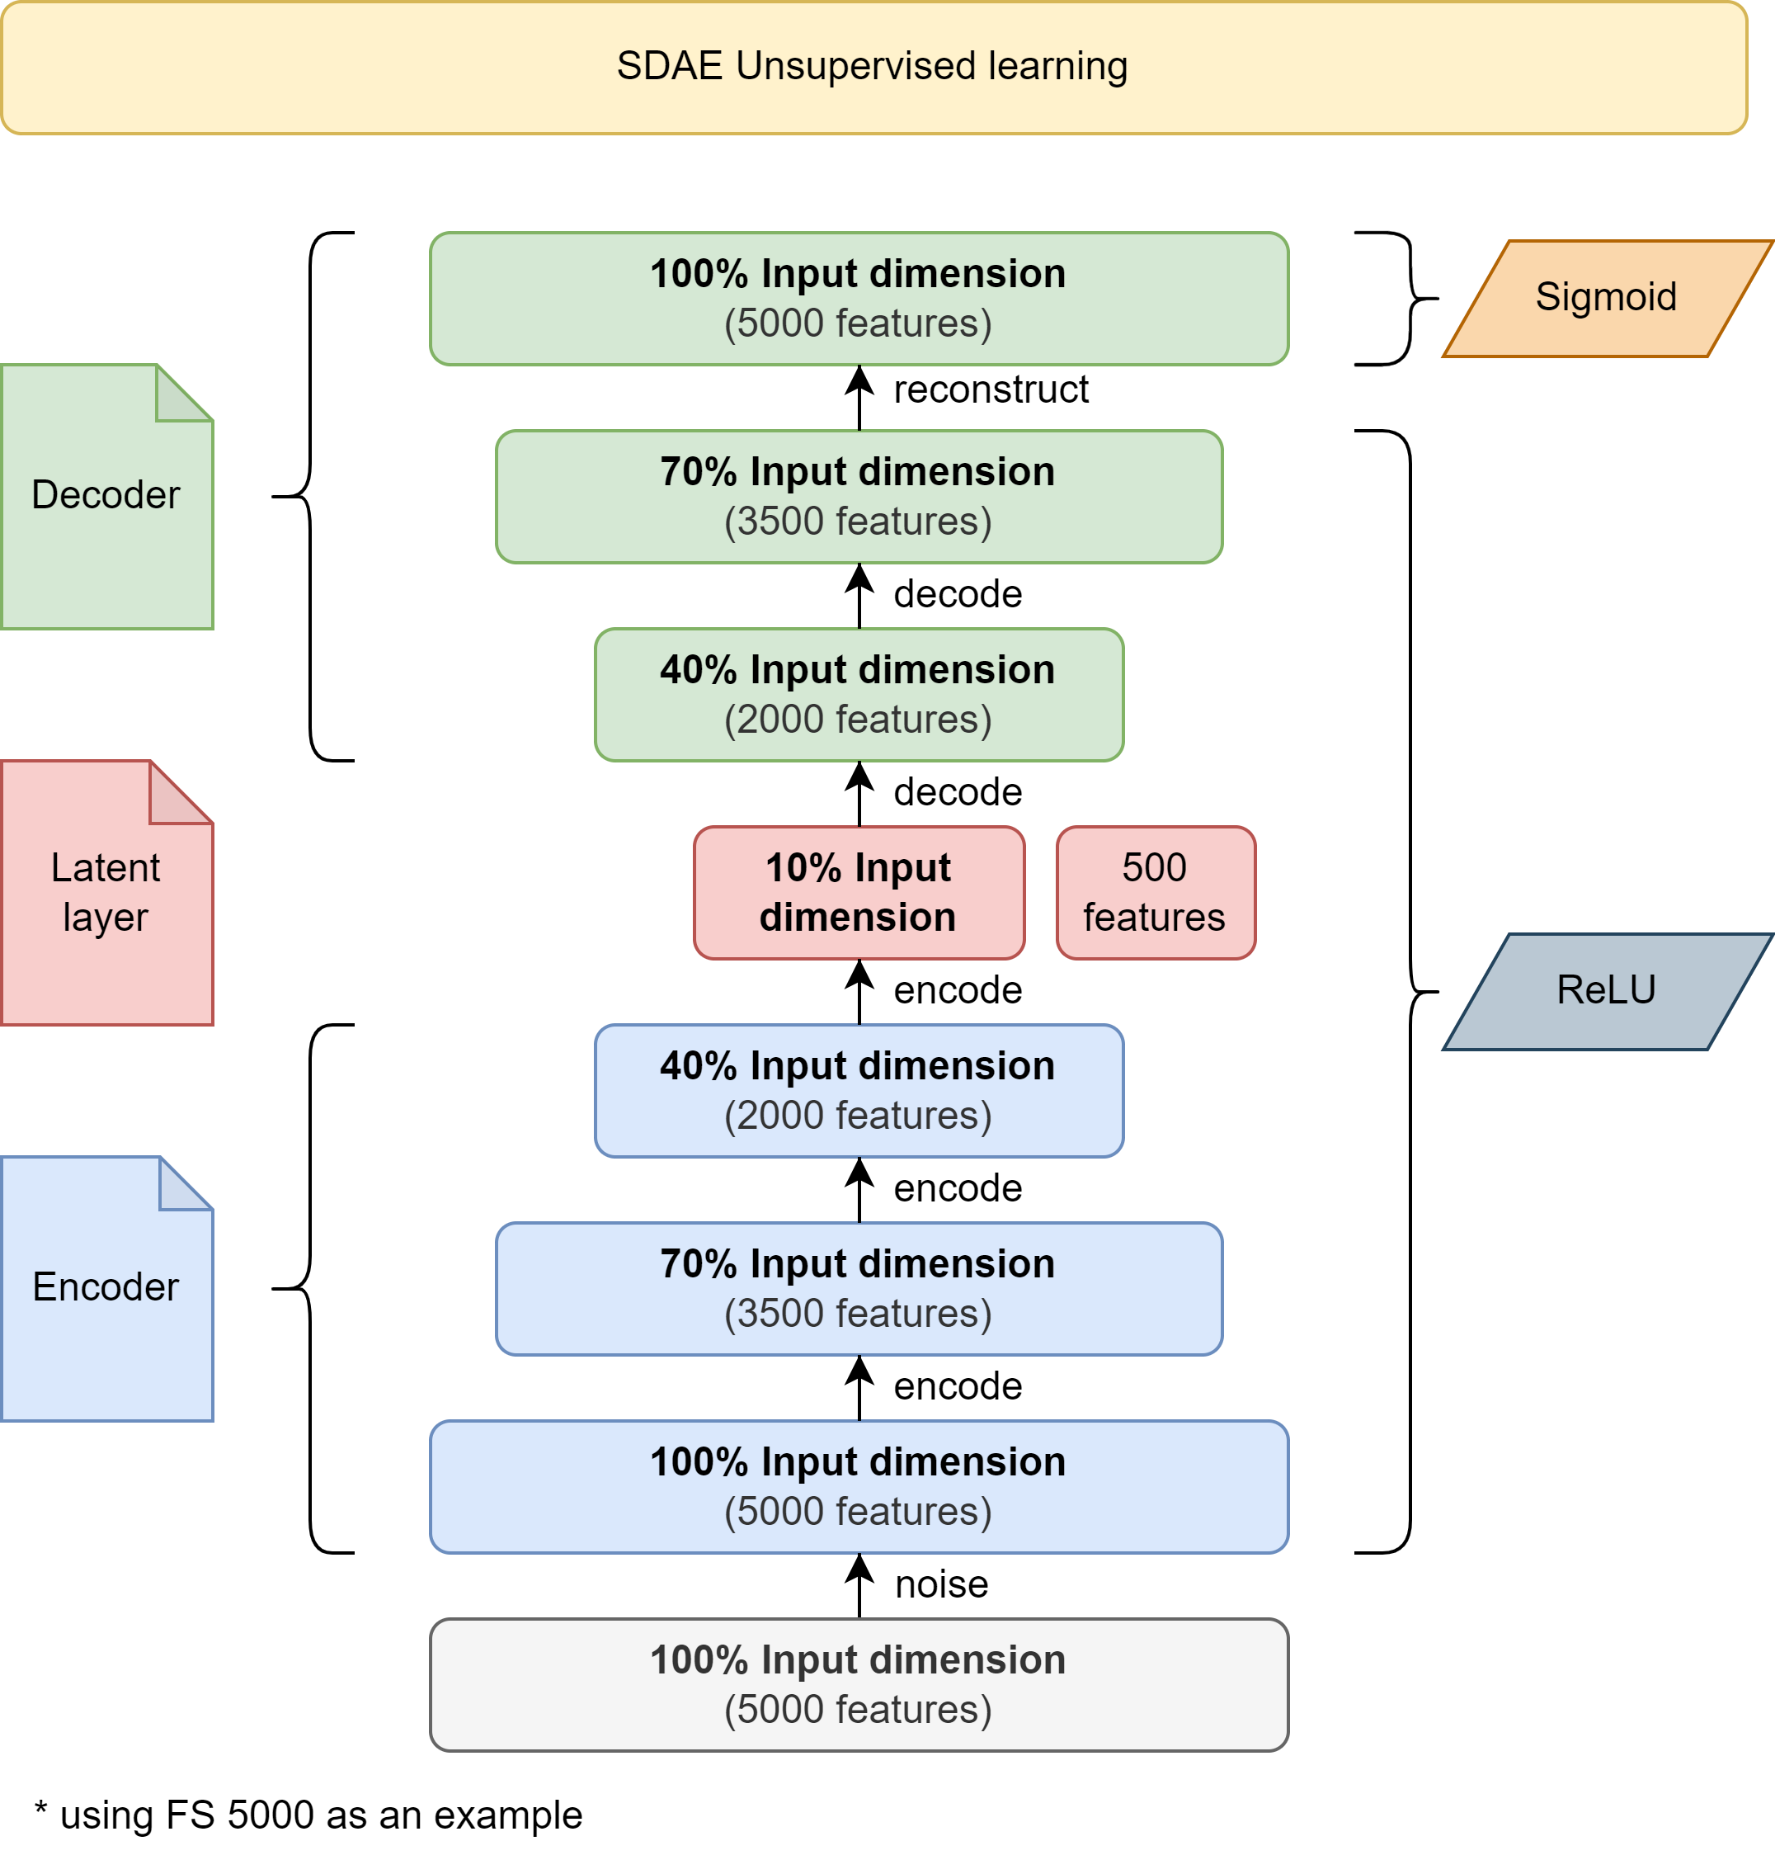 SDAE Unsupervised learning
100% Input dimension
(5000 features)
Sigmoid
reconstruct
70% Input dimension
(3500 features)
Decoder
decode
40% Input dimension
(2000 features)
decode
Latent
layer
10% Input
dimension
500
features
encode
ReLU
40% Input dimension
(2000 features)
encode
70% Input dimension
(3500 features)
Encoder
encode
100% Input dimension
(5000 features)
noise
100% Input dimension
(5000 features)
* using FS 5000 as an example